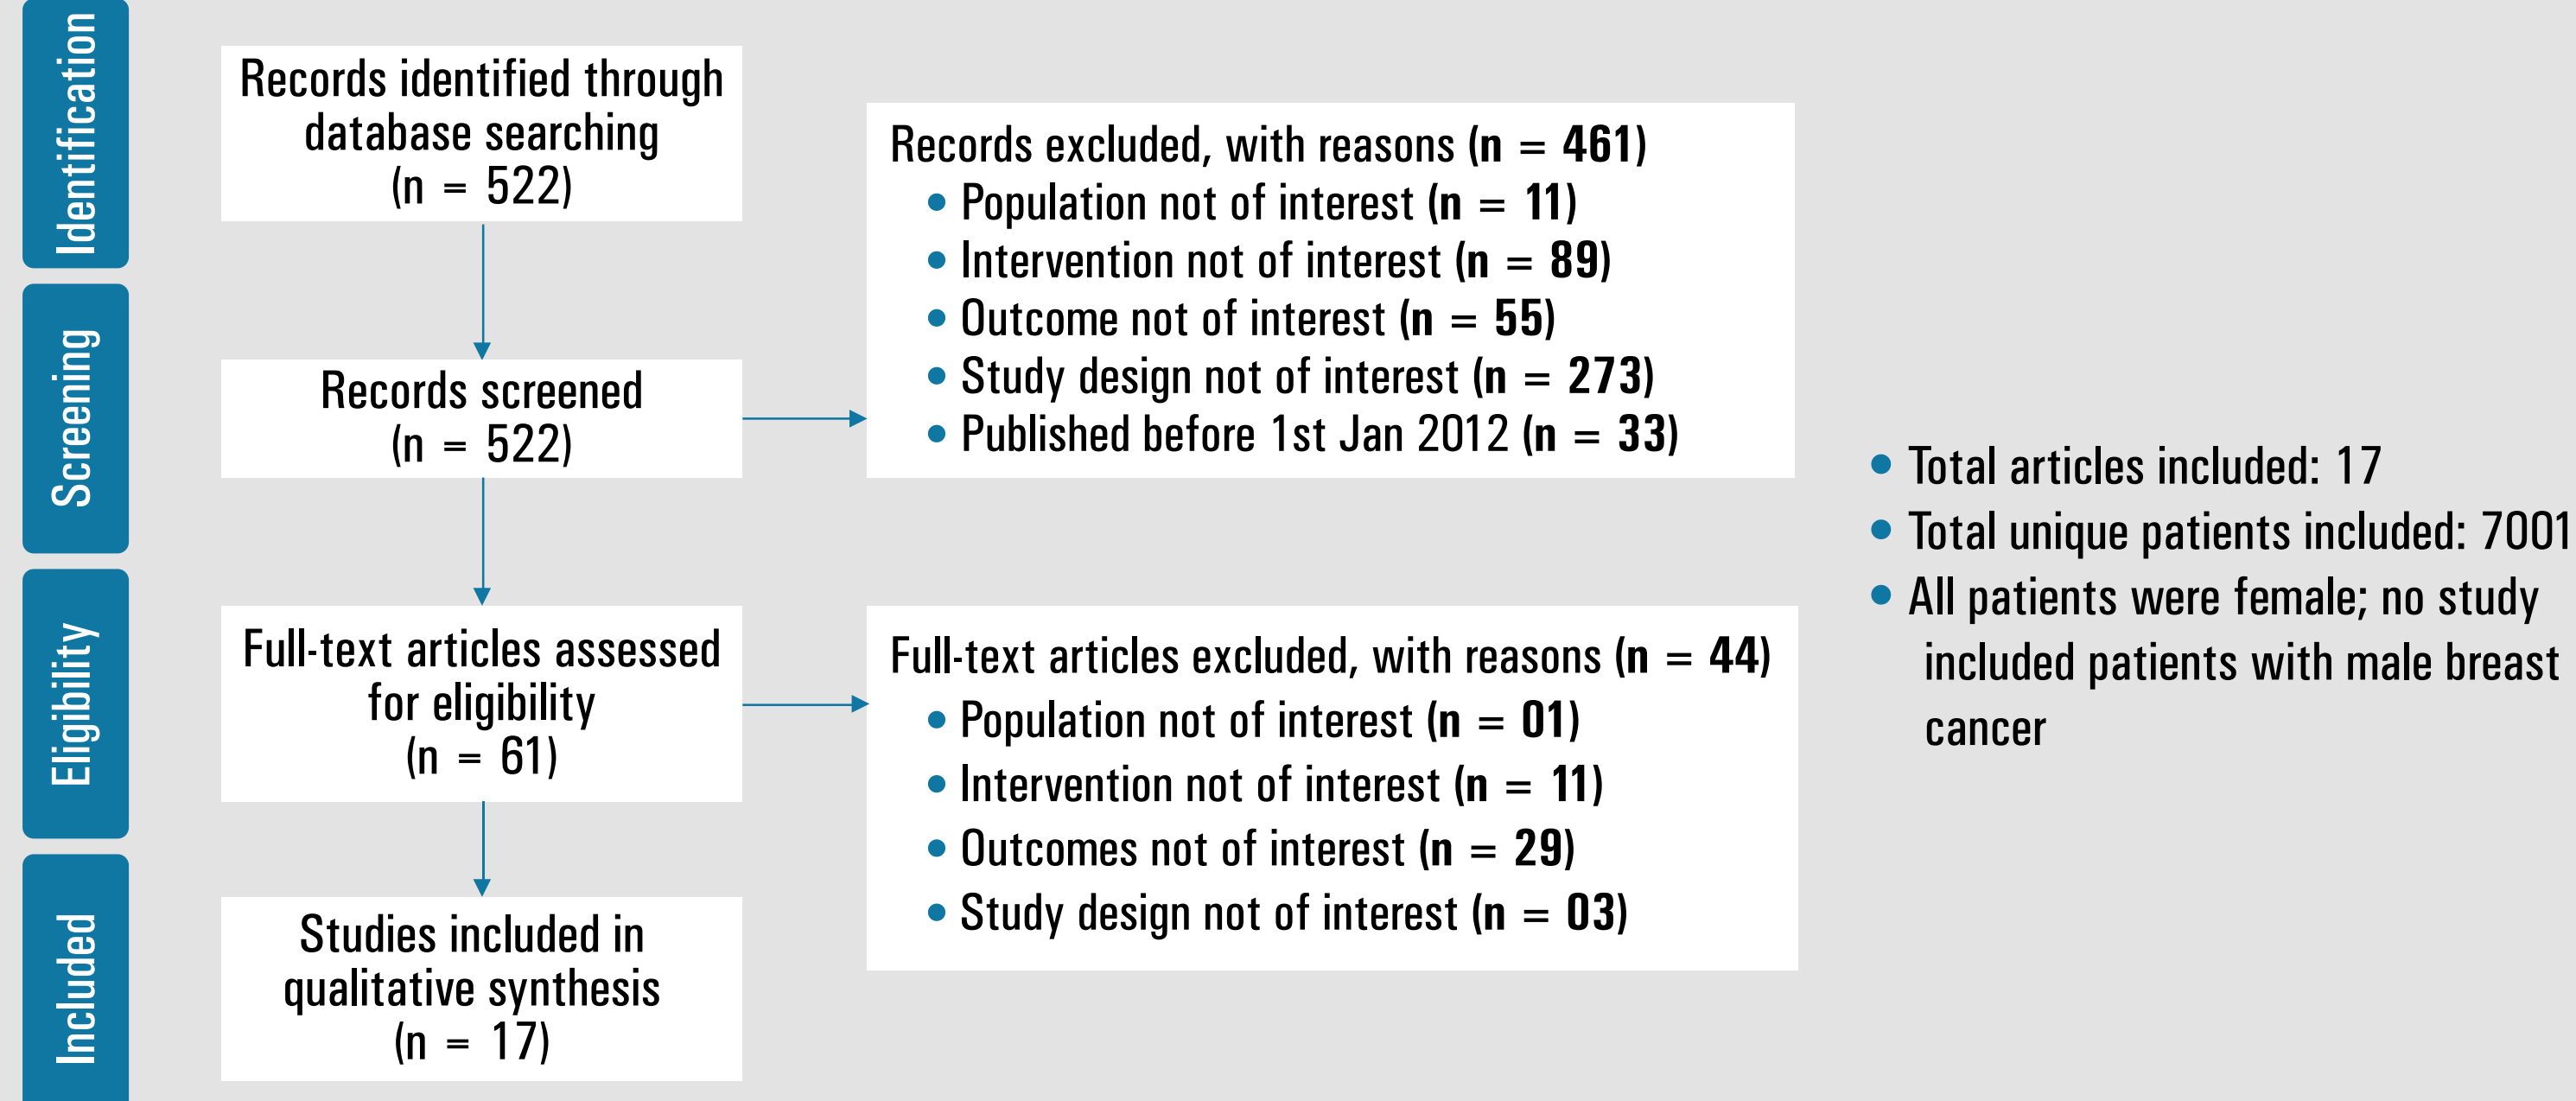 Identification
Records identified through
database searching
(n = 522)
Records excluded, with reasons (n = 461)
• Population not of interest (n = 11)
• Intervention not of interest (n = 89)
• Outcome not of interest (n = 55)
• Study design not of interest (n = 273)
• Published before 1st Jan 2012 (n = 33)
Screening
Records screened
(n = 522)
Eligibility
Full-text articles assessed
for eligibility
(n = 61)
Full-text articles excluded, with reasons (n = 44)
• Population not of interest (n = 01)
• Intervention not of interest (n = 11)
• Outcomes not of interest (n = 29)
• Study design not of interest (n = 03)
Included
Studies included in
qualitative synthesis
(n = 17)
• Total articles included: 17
• Total unique patients included: 7001
• All patients were female; no study
included patients with male breast
cancer